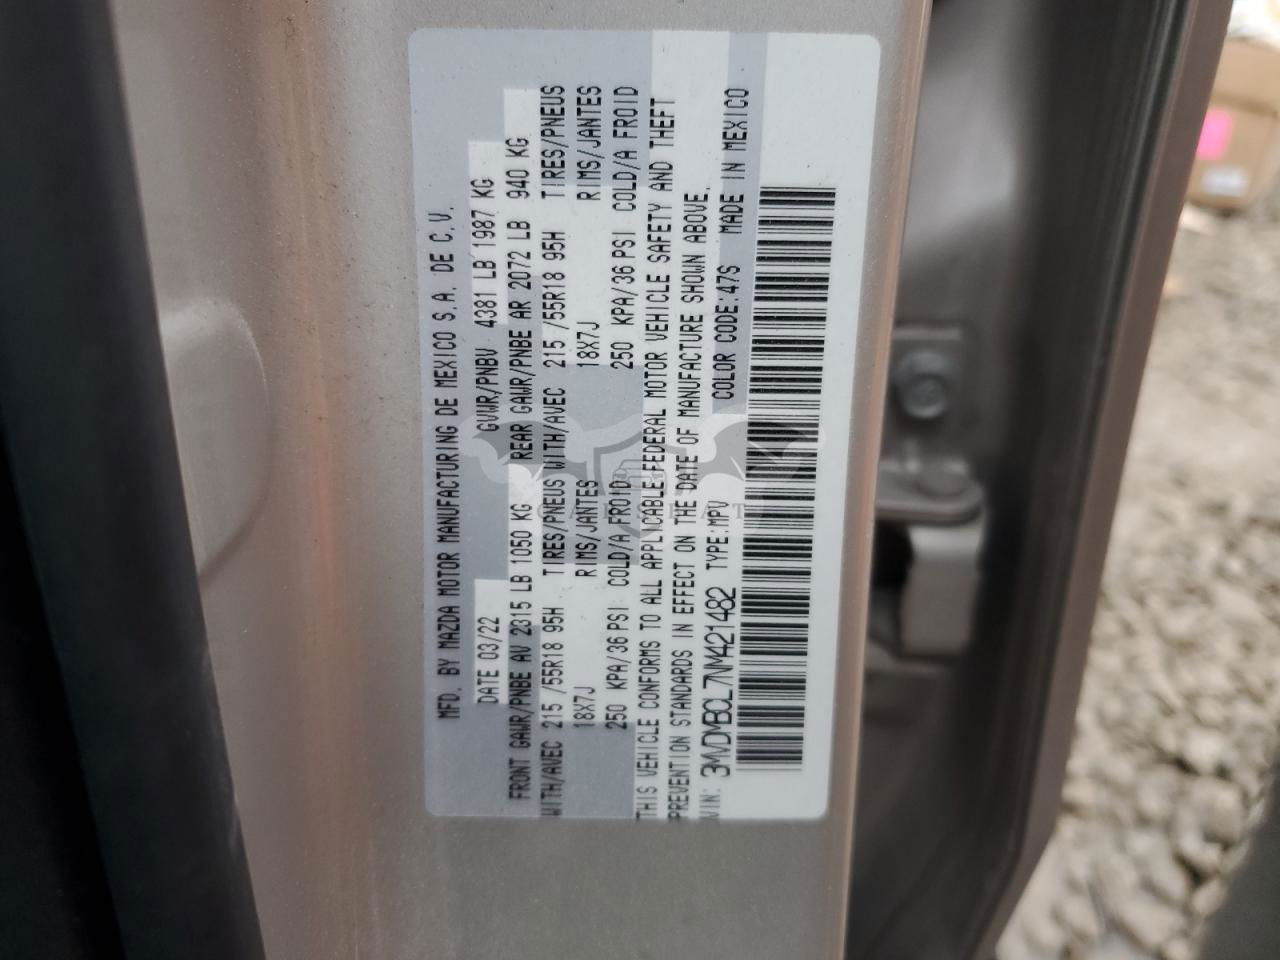 MFD. BY MAZDA MOTOR MANUFACTURING DE MEXICO S.A. DE C.V.
DATE 03/22 GVWR/PNBV 4381 LB 1987 KG
FRONT GAWR/PNBE AV 2315 LB 1050 KG REAR GAWR/PNBE AR 2072 LB 940 KG
WITH/AVEC 215 /55R18 95H TIRES/PNEUS WITH/AVEC 215 /55R18 95H TIRES/PNEUS
18X7J RIMS/JANTES 18X7J RIMS/JANTES
250 KPA/36 PSI COLD/A FROID 250 KPA/36 PSI COLD/A FROID
THIS VEHICLE CONFORMS TO ALL APPLICABLE FEDERAL MOTOR VEHICLE SAFETY AND THEFT
PREVENTION STANDARDS IN EFFECT ON THE DATE OF MANUFACTURE SHOWN ABOVE.
VIN: 3MVDMBCL7NM421482 TYPE:MPV COLOR CODE:47S MADE IN MEXICO